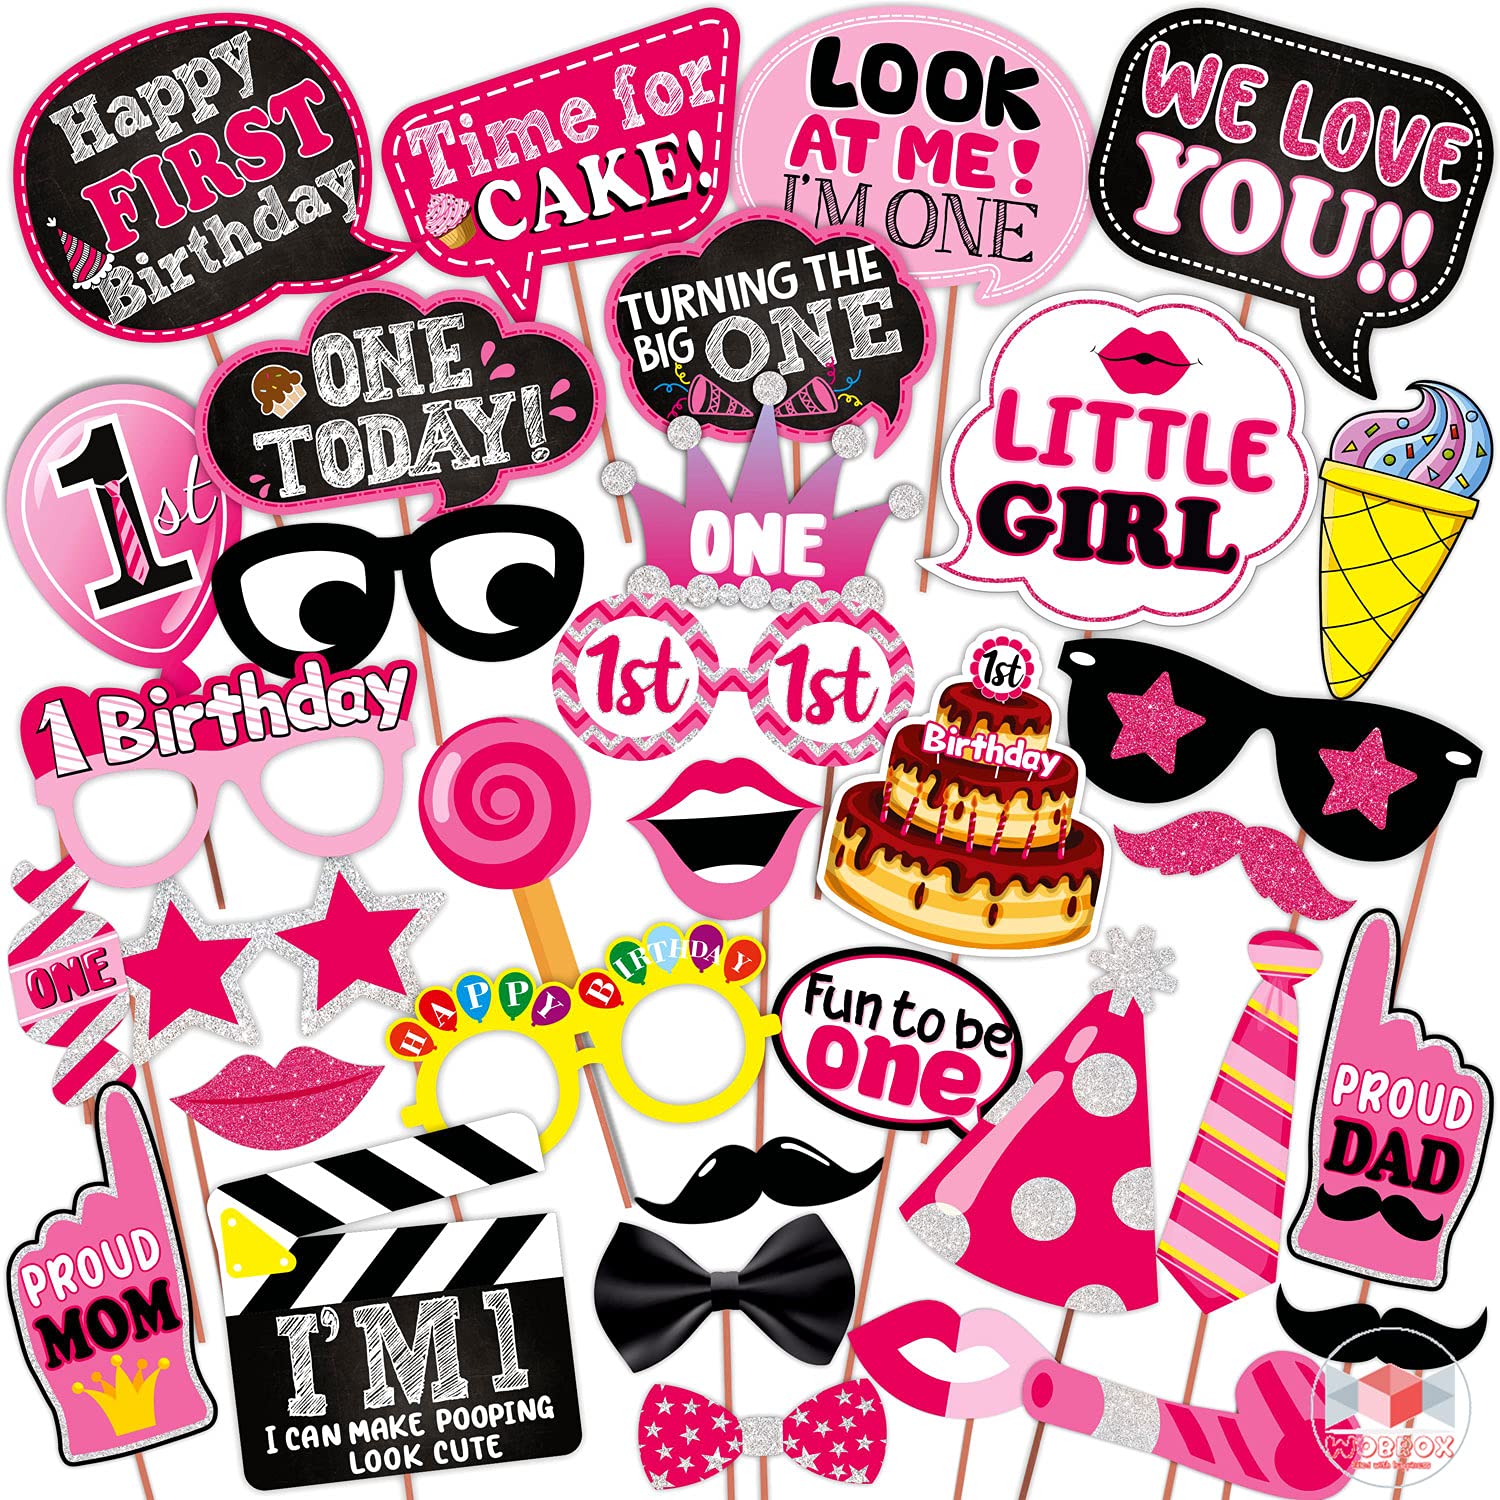 Happy
FIRST
Birthday
Time for
CAKE!
LOOK
AT ME!
I'M ONE
WE LOVE
YOU!!
ONE
TODAY!
TURNING THE
BIG ONE
LITTLE
GIRL
1st
ONE
1st 1st
1 Birthday
1st
Birthday
ONE
HAPPY BIRTHDAY
Fun to be
one
PROUD
DAD
PROUD
MOM
I'M 1
I CAN MAKE POOPING
LOOK CUTE
WOBBOX